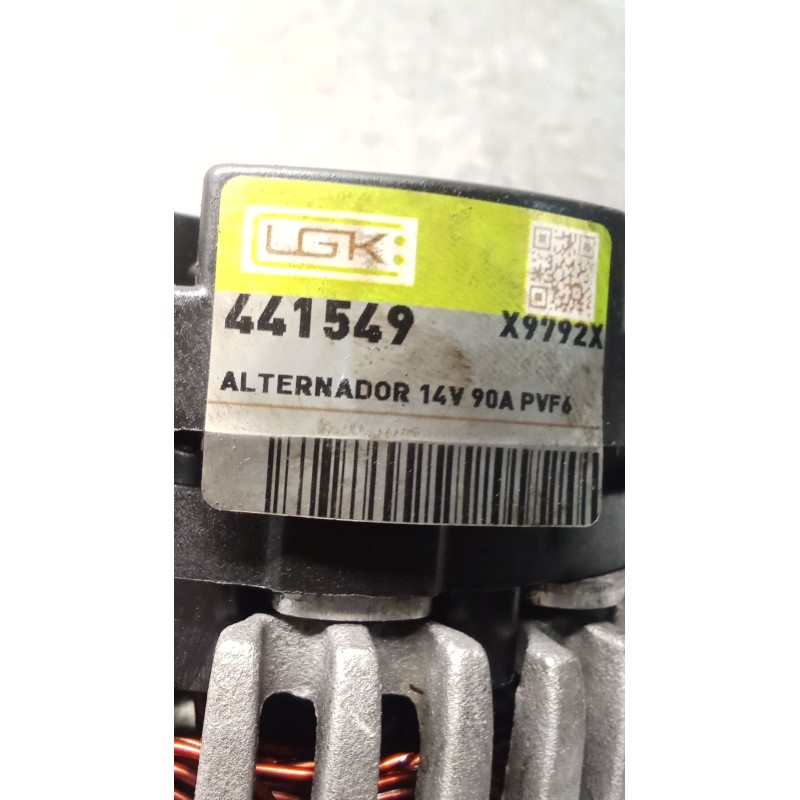 LGK
441549 X9792X
ALTERNADOR 14V 90A PVF6